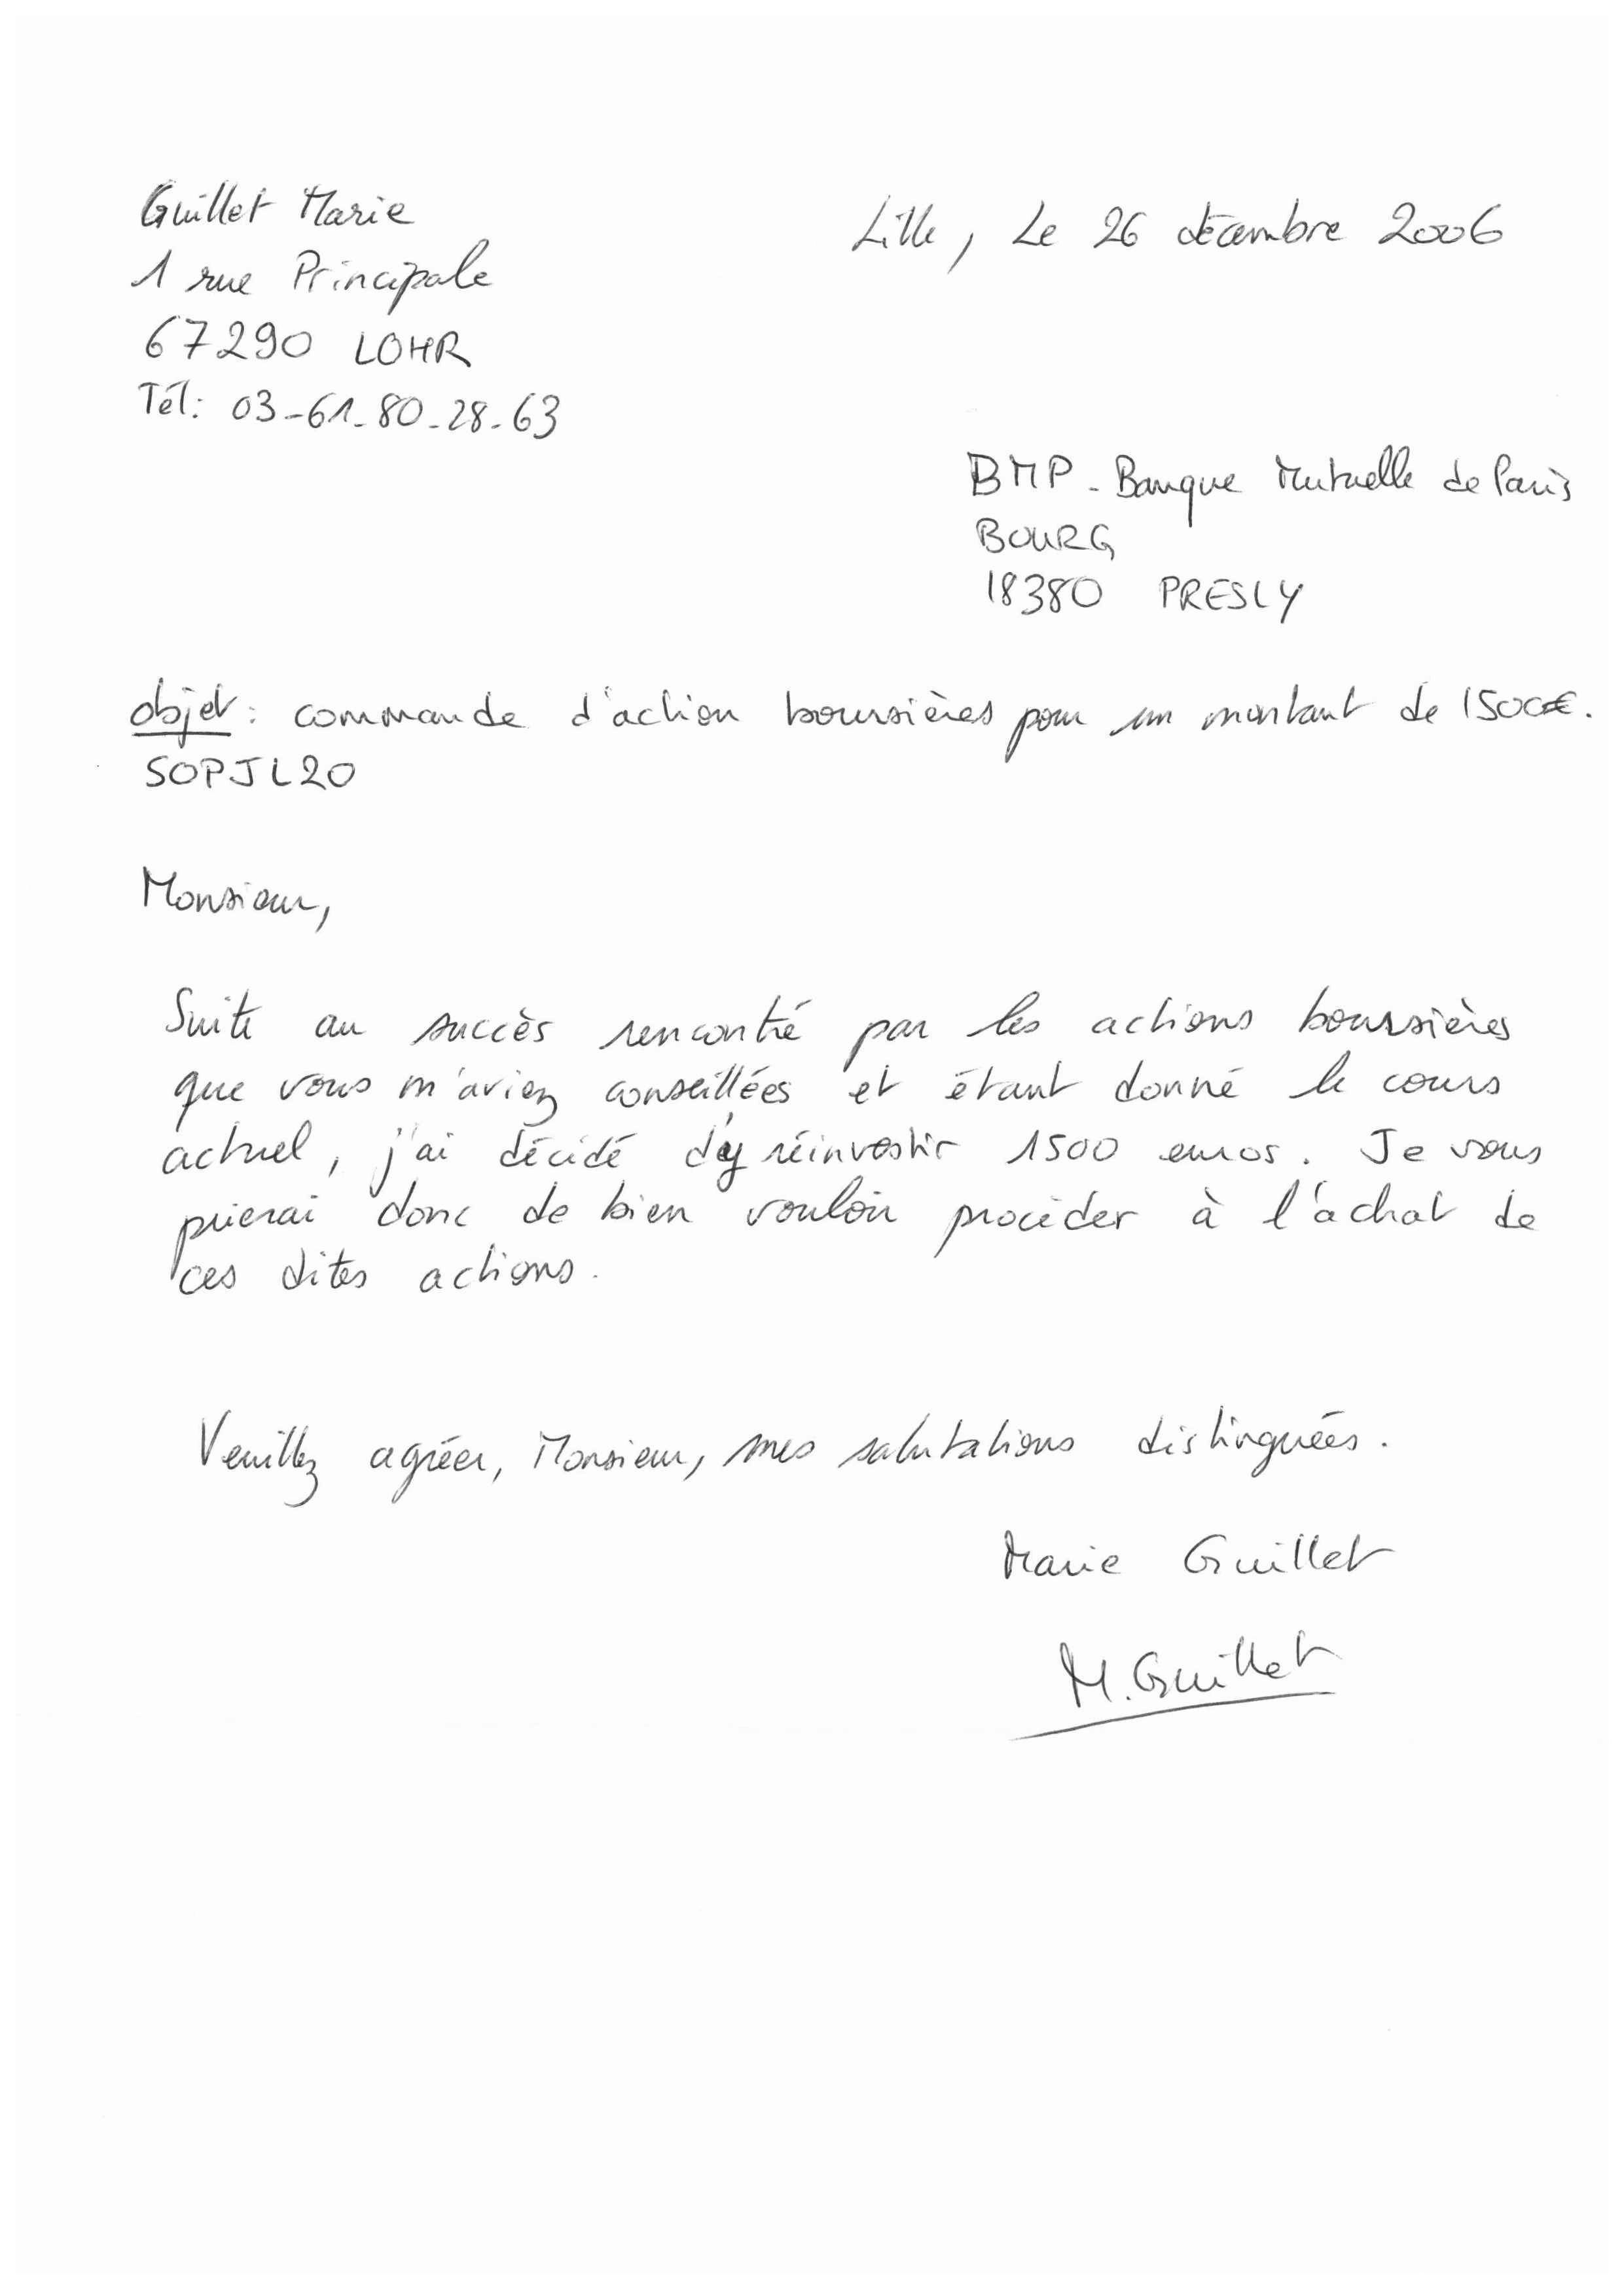 Guillet Marie
1 rue Principale
67290 LOHR
Tél: 03-61-80-28-63
Lille, Le 26 décembre 2006
BMP - Banque Mutuelle de Paris
BOURG
18380 PRESLY
objet: commande d'action boursières pour un montant de 1500€.
SOPJL20
Monsieur,
Suite au succès rencontré par les actions boursières
que vous m'aviez conseillées et étant donné le cours
actuel, j'ai décidé d'y réinvestir 1500 euros. Je vous
prierai donc de bien vouloir procéder à l'achat de
ces dites actions.
Veuillez agréer, Monsieur, mes salutations distinguées.
Marie Guillet
M. Guillet